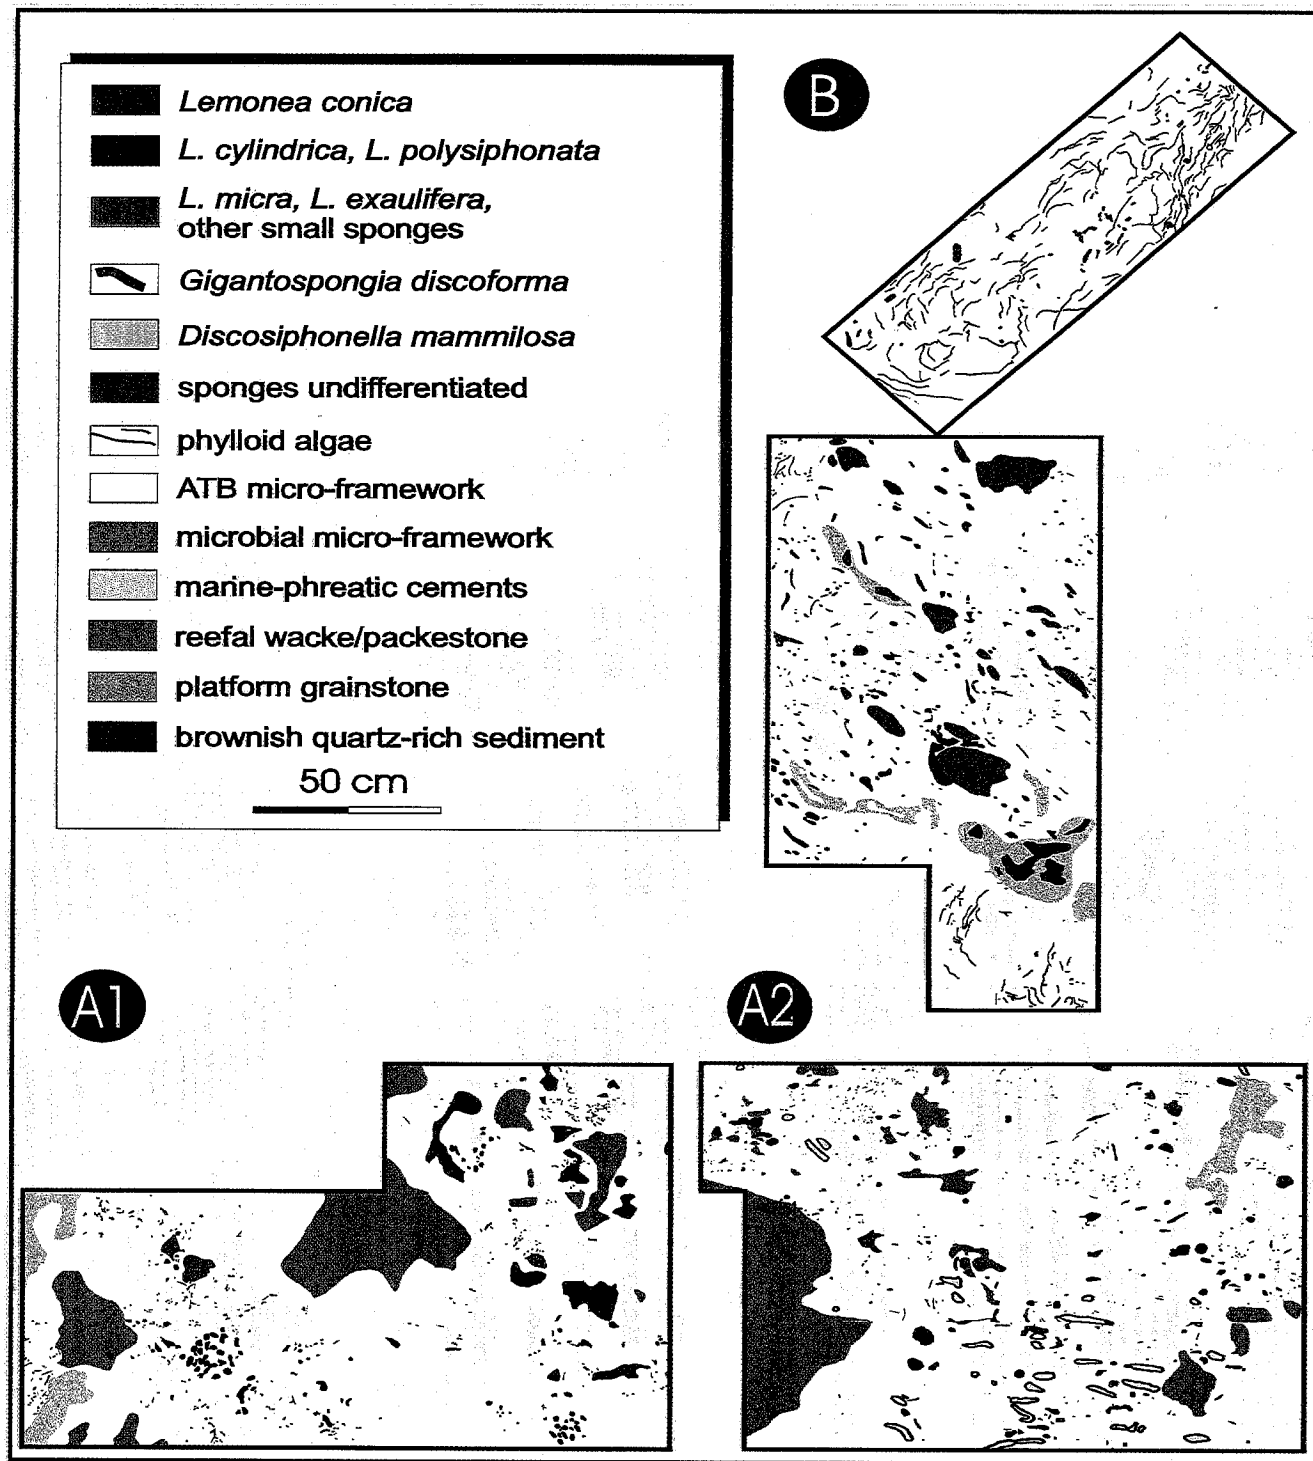 Lemonea conica
L. cylindrica, L. polysiphonata
L. micra, L. exaulifera,
other small sponges
Gigantospongia discoforma
Discosiphonella mammilosa
sponges undifferentiated
phylloid algae
ATB micro-framework
microbial micro-framework
marine-phreatic cements
reefal wacke/packestone
platform grainstone
brownish quartz-rich sediment
50 cm
B
A1
A2